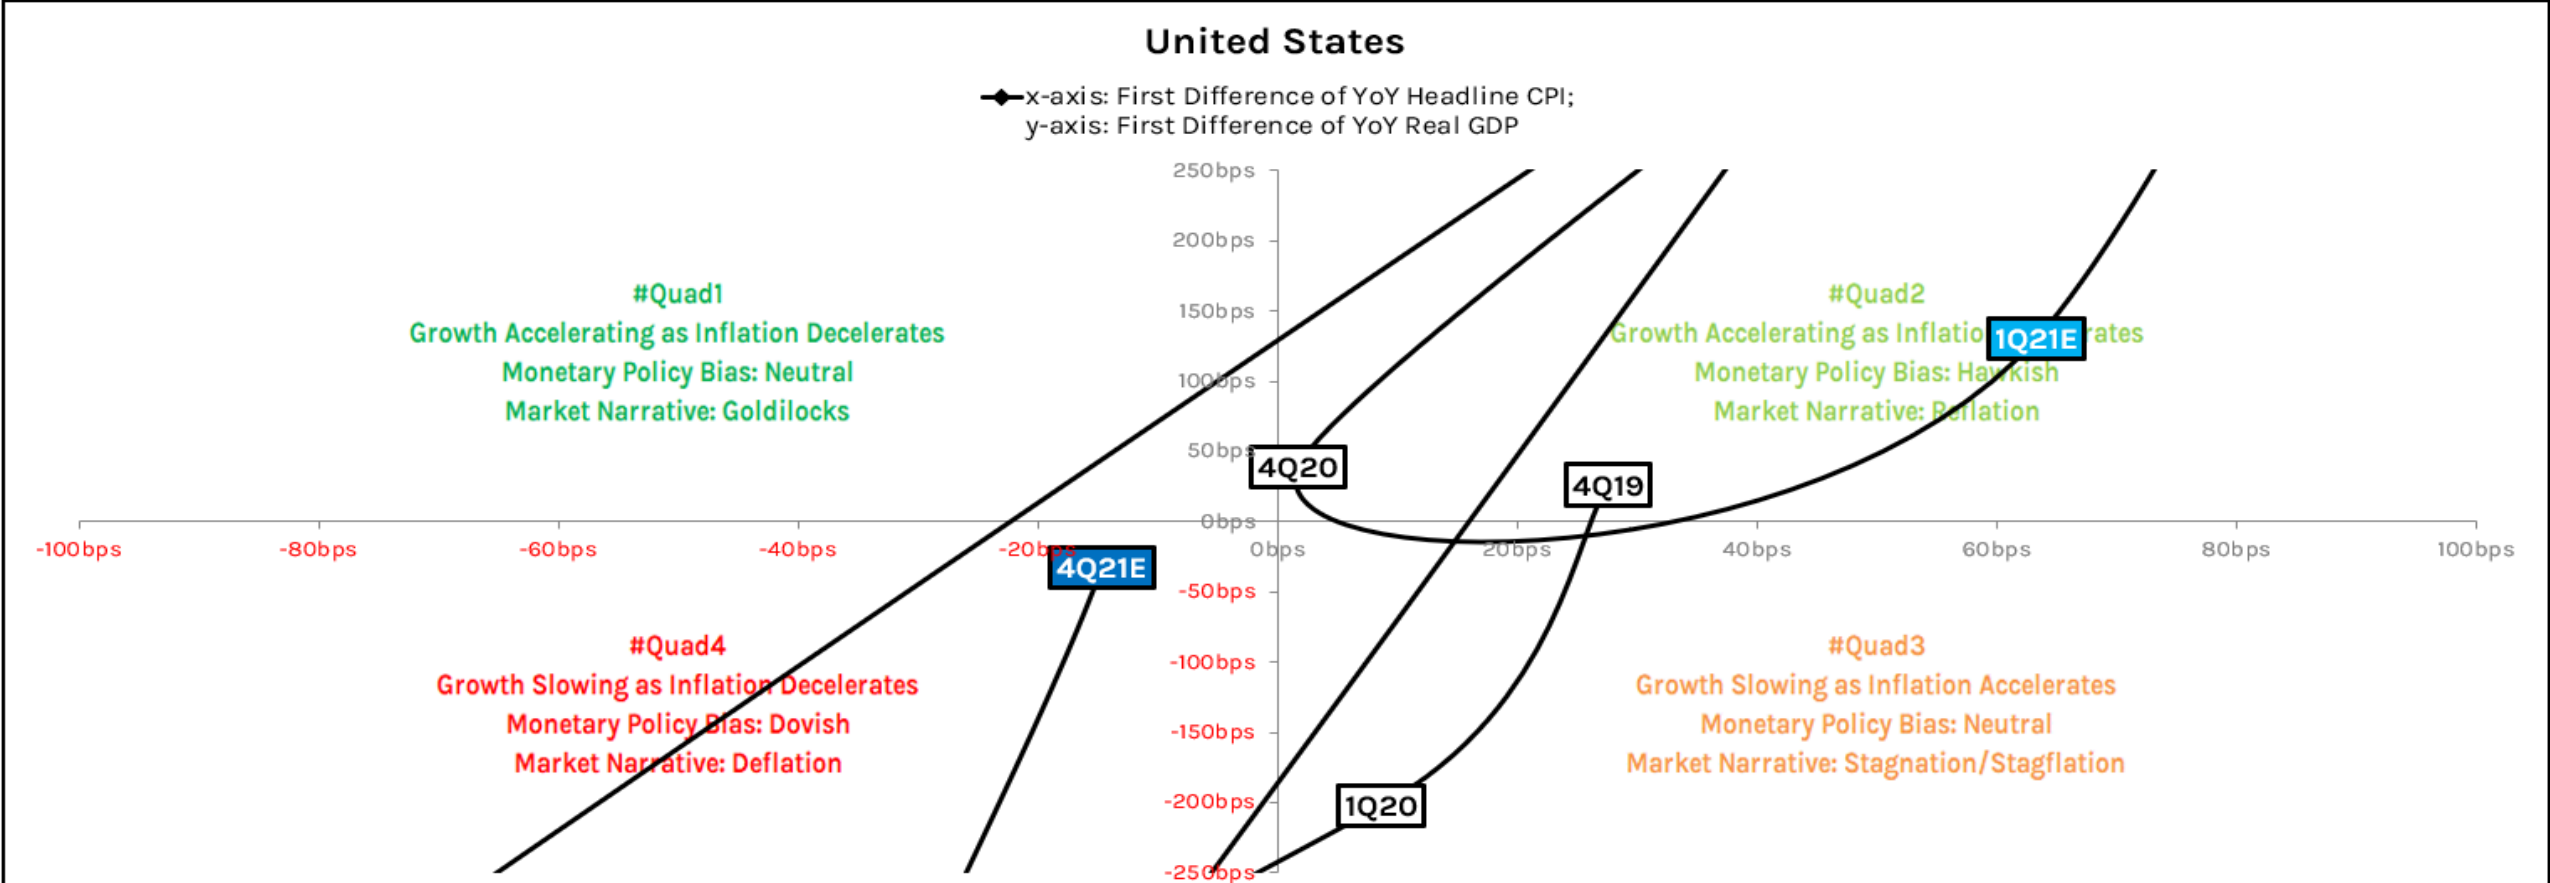 United States
x-axis: First Difference of YoY Headline CPI;
y-axis: First Difference of YoY Real GDP
250bps
200bps
150bps
100bps
50bps
0bps
-50bps
-100bps
-150bps
-200bps
-250bps
-100bps
-80bps
-60bps
-40bps
-20bps
0bps
20bps
40bps
60bps
80bps
100bps
#Quad1
Growth Accelerating as Inflation Decelerates
Monetary Policy Bias: Neutral
Market Narrative: Goldilocks
#Quad2
Growth Accelerating as Inflatio rates
Monetary Policy Bias: Hawkish
Market Narrative: Reflation
1Q21E
4Q20
4Q19
4Q21E
#Quad4
Growth Slowing as Inflation Decelerates
Monetary Policy Bias: Dovish
Market Narrative: Deflation
#Quad3
Growth Slowing as Inflation Accelerates
Monetary Policy Bias: Neutral
Market Narrative: Stagnation/Stagflation
1Q20